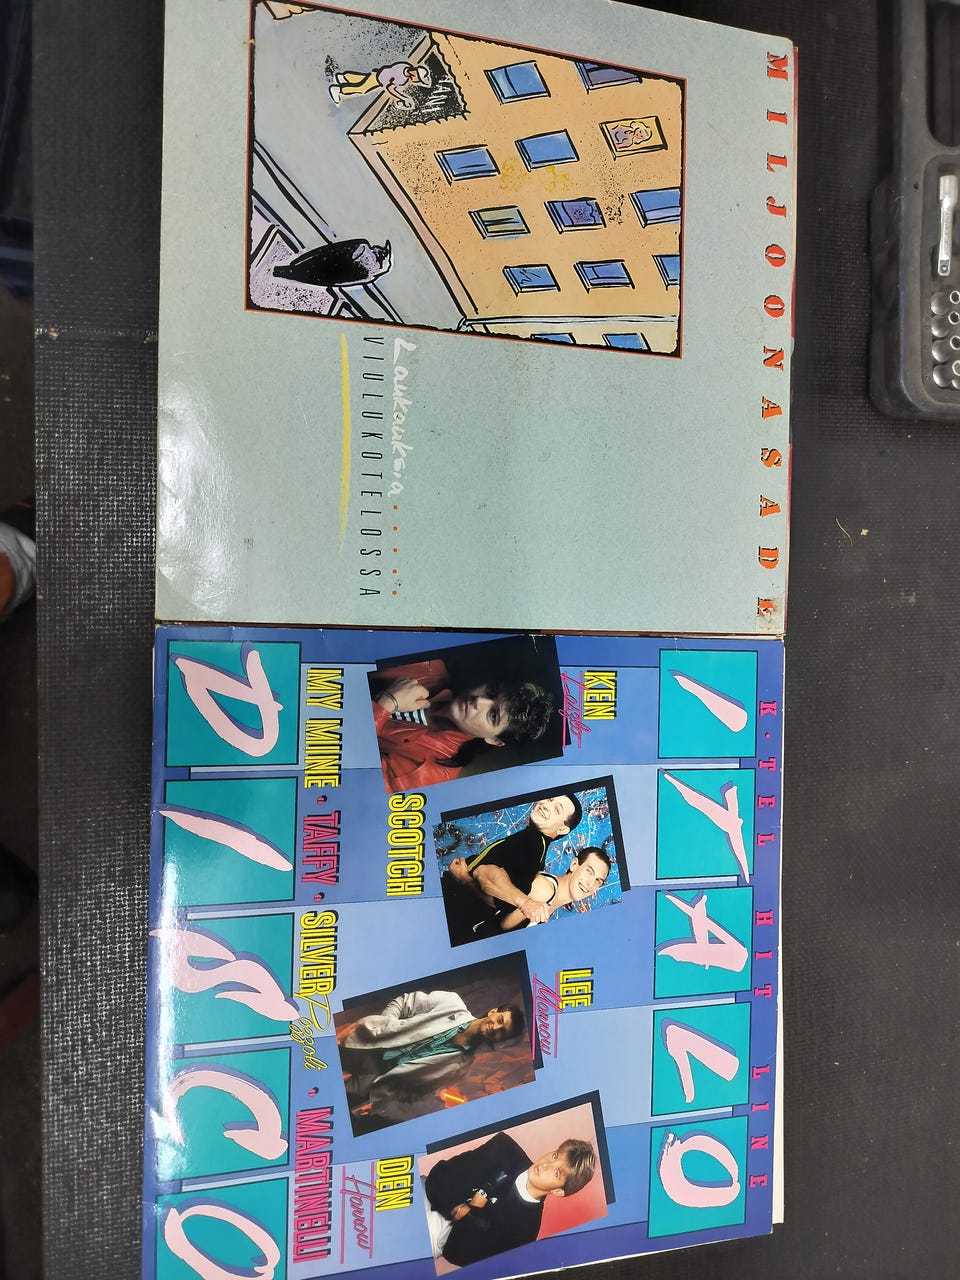 MILJOONASADE
BANT
Laukauksia.....
VIULUKOTELOSSA
K·TEL HIT LINE
ITALO
KEN
Laszlo
LEE
Marrow
SCOTCH
DEN
Harrow
MY MINE · TAFFY · SILVER Pozzoli · MARTINELLI
DISCO